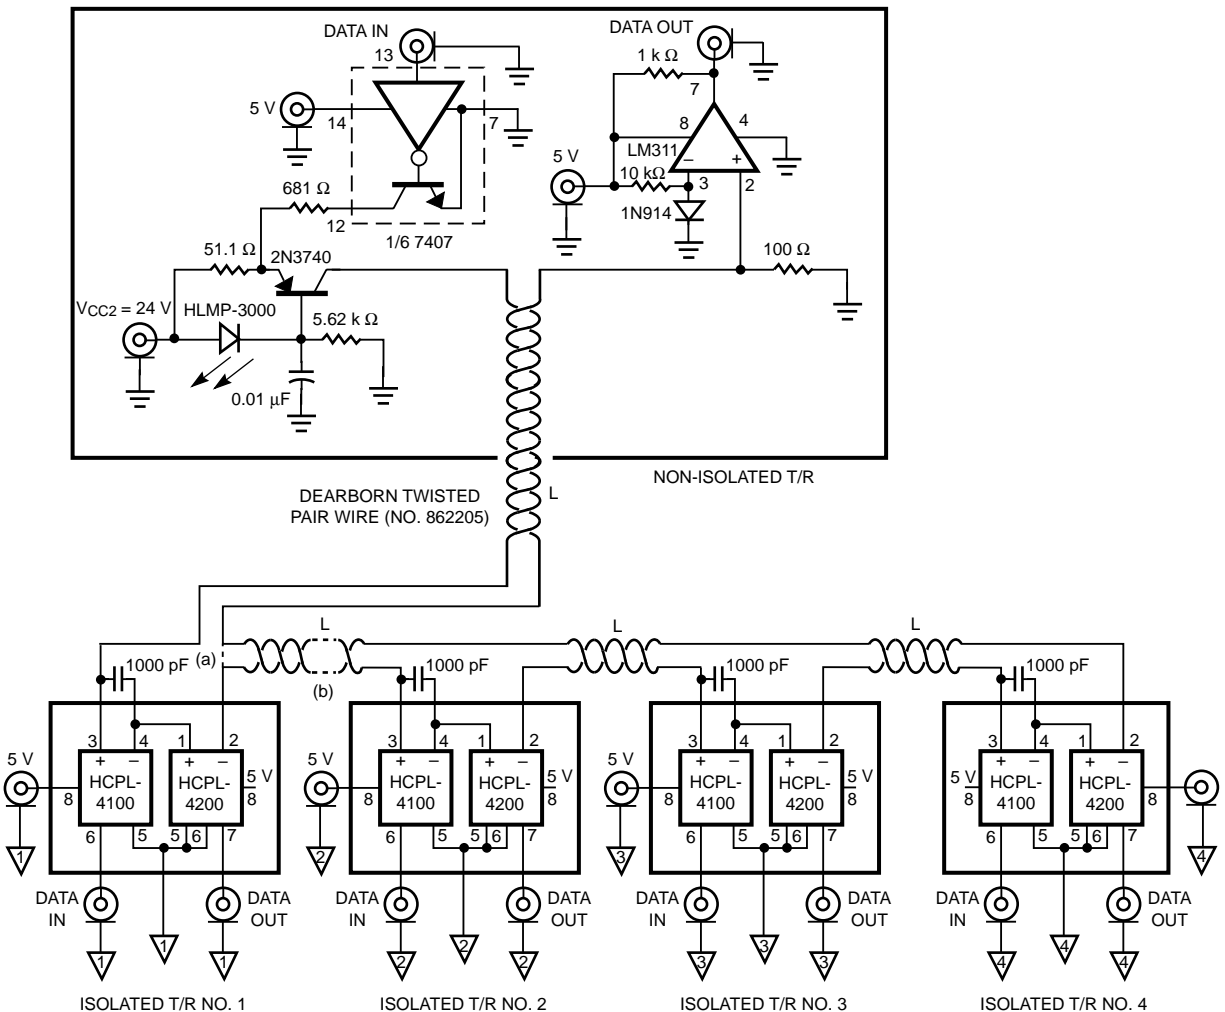 DATA IN
13
5 V
14
7
681 Ω
12
1/6 7407
51.1 Ω
2N3740
VCC2 = 24 V
HLMP-3000
5.62 k Ω
0.01 µF
DATA OUT
1 k Ω
7
8
4
LM311
–
+
5 V
10 kΩ
3
2
1N914
100 Ω
NON-ISOLATED T/R
DEARBORN TWISTED
PAIR WIRE (NO. 862205)
L
L
L
L
(a)
(b)
1000 pF
1000 pF
1000 pF
1000 pF
3
4
1
2
+
–
+
–
5 V
8
HCPL-
4100
HCPL-
4200
5 V
8
6
5
5
6
7
1
DATA
IN
DATA
OUT
1
1
1
ISOLATED T/R NO. 1
3
4
1
2
+
–
+
–
5 V
8
HCPL-
4100
HCPL-
4200
5 V
8
6
5
5
6
7
2
DATA
IN
DATA
OUT
2
2
2
ISOLATED T/R NO. 2
3
4
1
2
+
–
+
–
5 V
8
HCPL-
4100
HCPL-
4200
5 V
8
6
5
5
6
7
3
DATA
IN
DATA
OUT
3
3
3
ISOLATED T/R NO. 3
3
4
1
2
+
–
+
–
5 V
8
HCPL-
4100
HCPL-
4200
8
6
5
5
6
7
4
DATA
IN
DATA
OUT
4
4
4
ISOLATED T/R NO. 4